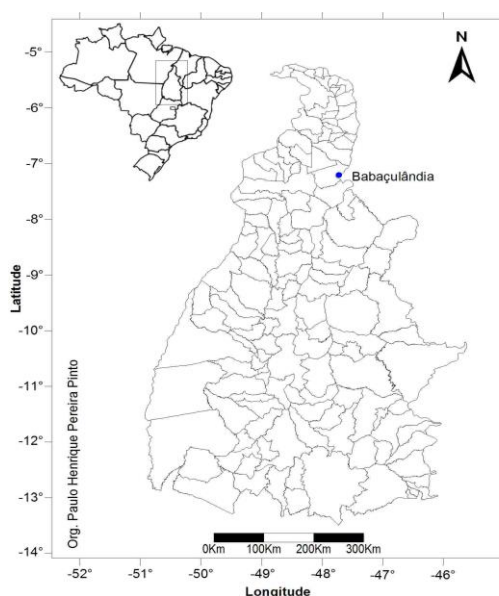 N
-5°
-6°
-7°
-8°
-9°
-10°
-11°
-12°
-13°
-14°
Latitude
Babaçulândia
Org. Paulo Henrique Pereira Pinto
0Km 100Km 200Km 300Km
-52° -51° -50° -49° -48° -47° -46°
Longitude